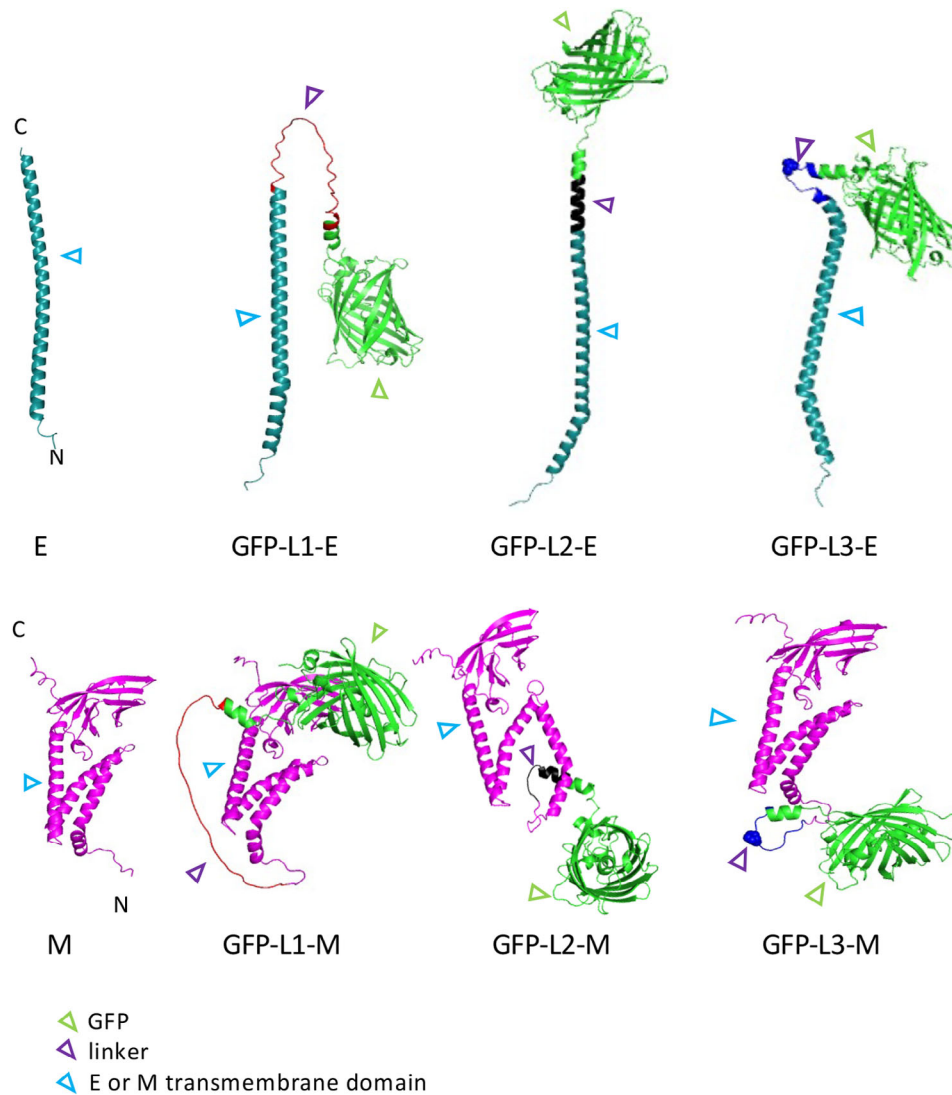 C
N
E
GFP-L1-E
GFP-L2-E
GFP-L3-E
C
N
M
GFP-L1-M
GFP-L2-M
GFP-L3-M
GFP
linker
E or M transmembrane domain